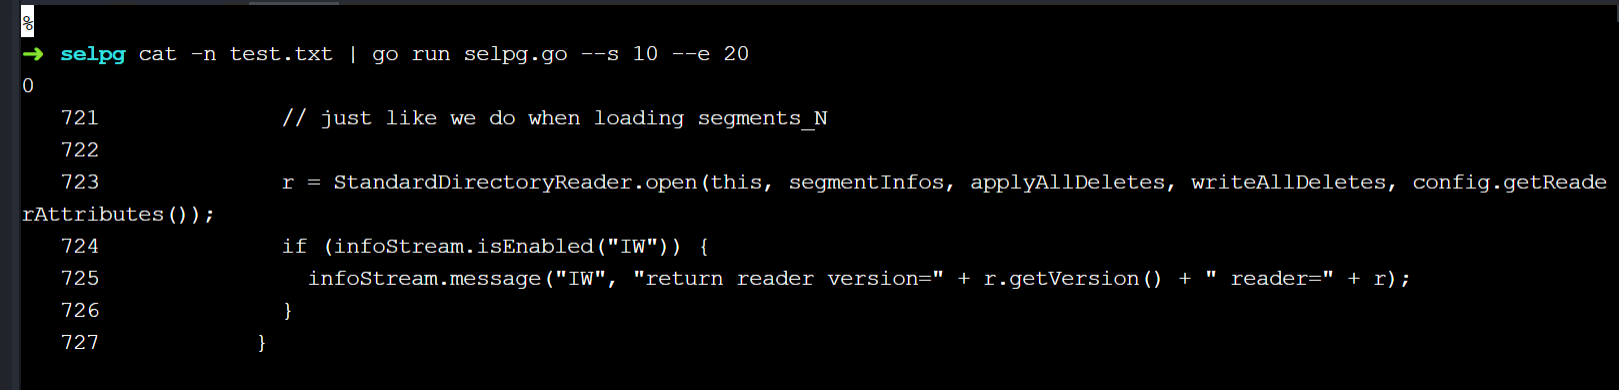 %
➜ selpg cat -n test.txt | go run selpg.go --s 10 --e 20
0
721 // just like we do when loading segments_N
722
723 r = StandardDirectoryReader.open(this, segmentInfos, applyAllDeletes, writeAllDeletes, config.getReade
rAttributes());
724 if (infoStream.isEnabled("IW")) {
725 infoStream.message("IW", "return reader version=" + r.getVersion() + " reader=" + r);
726 }
727 }